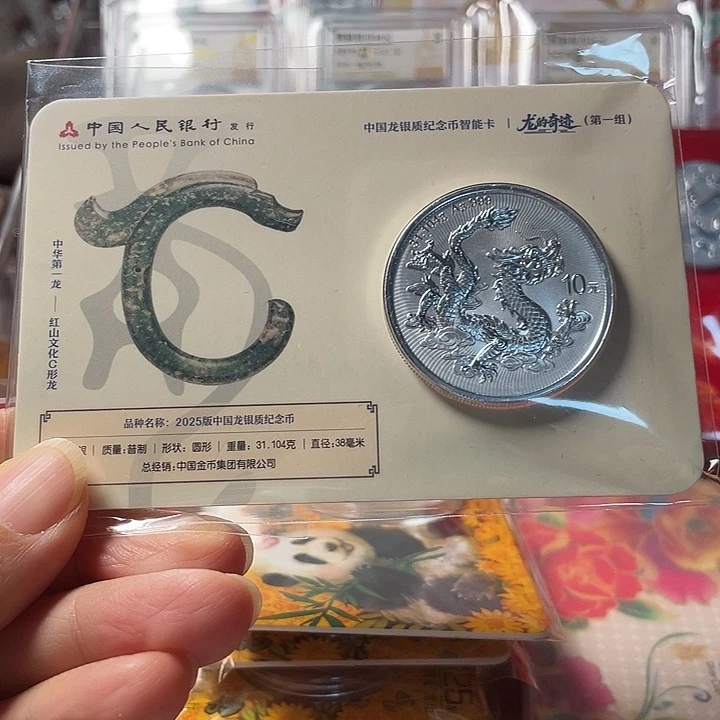 中国人民银行 发行
Issued by the People's Bank of China
中国龙银质纪念币智能卡 | 龙的奇迹 (第一组)
中华第一龙 — 红山文化C形龙
10元
品种名称: 2025版中国龙银质纪念币
银 | 质量:普制 | 形状: 圆形 | 重量: 31.104克 | 直径:38毫米
总经销:中国金币集团有限公司